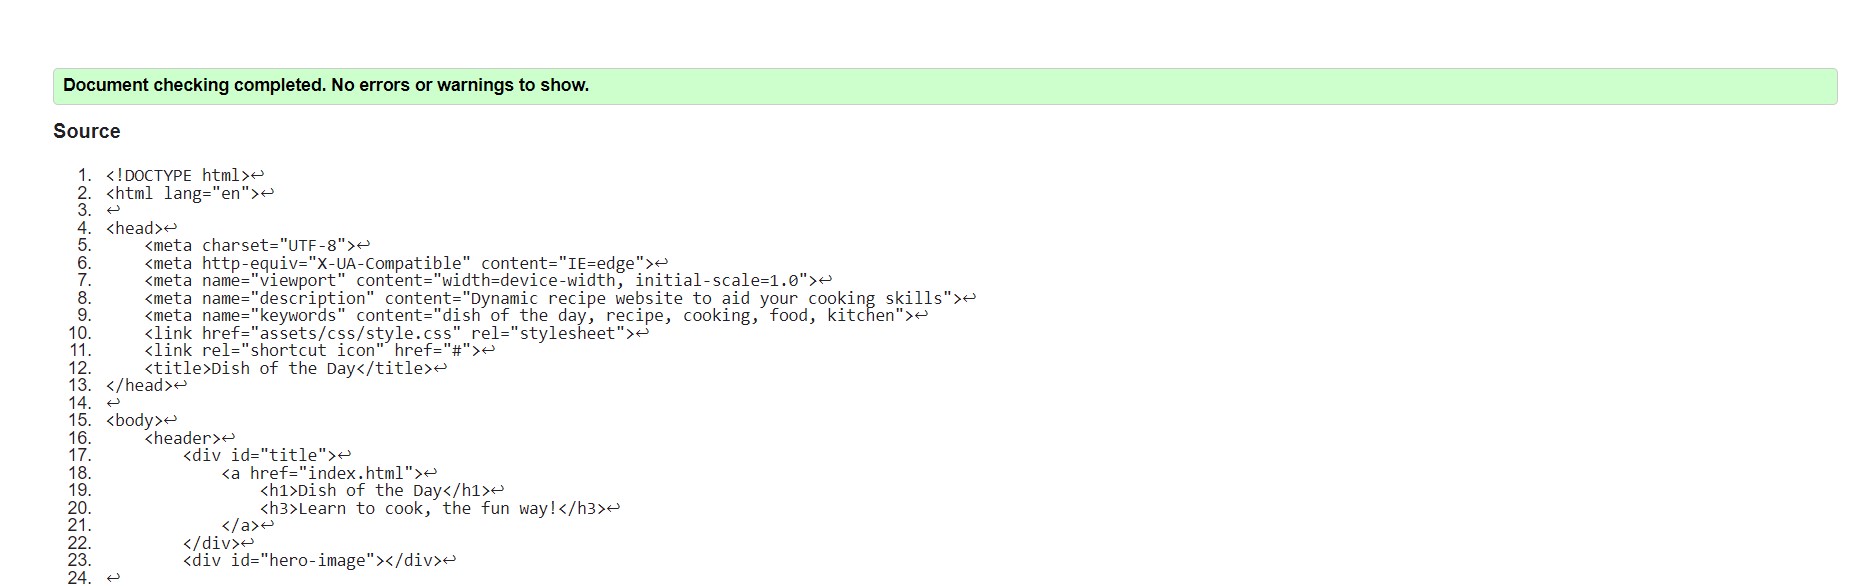 Document checking completed. No errors or warnings to show.
Source
1. <!DOCTYPE html>↩
2. <html lang="en">↩
3. ↩
4. <head>↩
5.     <meta charset="UTF-8">↩
6.     <meta http-equiv="X-UA-Compatible" content="IE=edge">↩
7.     <meta name="viewport" content="width=device-width, initial-scale=1.0">↩
8.     <meta name="description" content="Dynamic recipe website to aid your cooking skills">↩
9.     <meta name="keywords" content="dish of the day, recipe, cooking, food, kitchen">↩
10.     <link href="assets/css/style.css" rel="stylesheet">↩
11.     <link rel="shortcut icon" href="#">↩
12.     <title>Dish of the Day</title>↩
13. </head>↩
14. ↩
15. <body>↩
16.     <header>↩
17.         <div id="title">↩
18.             <a href="index.html">↩
19.                 <h1>Dish of the Day</h1>↩
20.                 <h3>Learn to cook, the fun way!</h3>↩
21.             </a>↩
22.         </div>↩
23.         <div id="hero-image"></div>↩
24. ↩